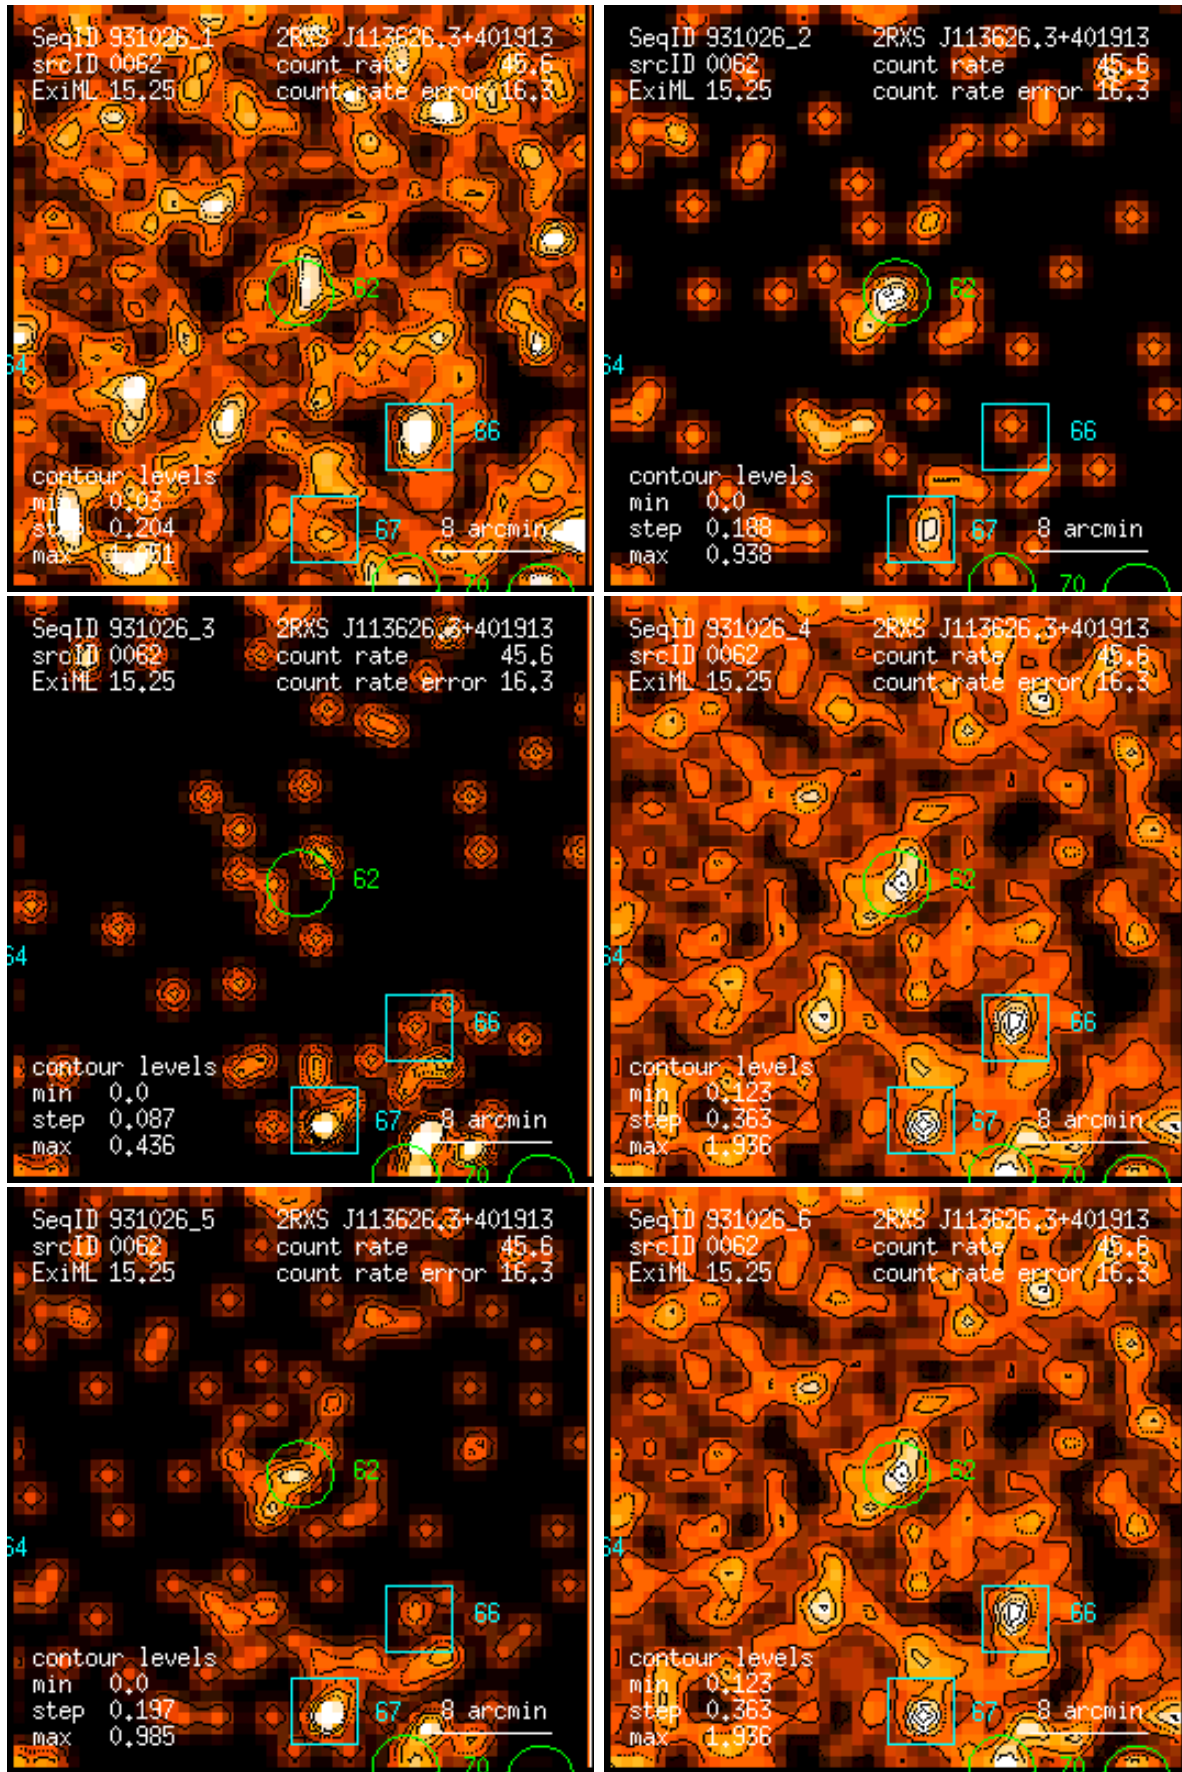 SeqID 931026_1 2RXS J113626.3+401913
srcID 0062 count rate 45.6
ExiML 15.25 count rate error 16.3
62
64
66
contour levels
min 0.03
step 0.204
max 1.051
67 8 arcmin
70
SeqID 931026_2 2RXS J113626.3+401913
srcID 0062 count rate 45.6
ExiML 15.25 count rate error 16.3
62
64
66
contour levels
min 0.0
step 0.188
max 0.938
67 8 arcmin
70
SeqID 931026_3 2RXS J113626.3+401913
srcID 0062 count rate 45.6
ExiML 15.25 count rate error 16.3
62
64
66
contour levels
min 0.0
step 0.087
max 0.436
67 8 arcmin
70
SeqID 931026_4 2RXS J113626.3+401913
srcID 0062 count rate 45.6
ExiML 15.25 count rate error 16.3
62
64
66
contour levels
min 0.123
step 0.363
max 1.936
67 8 arcmin
70
SeqID 931026_5 2RXS J113626.3+401913
srcID 0062 count rate 45.6
ExiML 15.25 count rate error 16.3
62
64
66
contour levels
min 0.0
step 0.197
max 0.985
67 8 arcmin
70
SeqID 931026_6 2RXS J113626.3+401913
srcID 0062 count rate 45.6
ExiML 15.25 count rate error 16.3
62
64
66
contour levels
min 0.123
step 0.363
max 1.936
67 8 arcmin
70